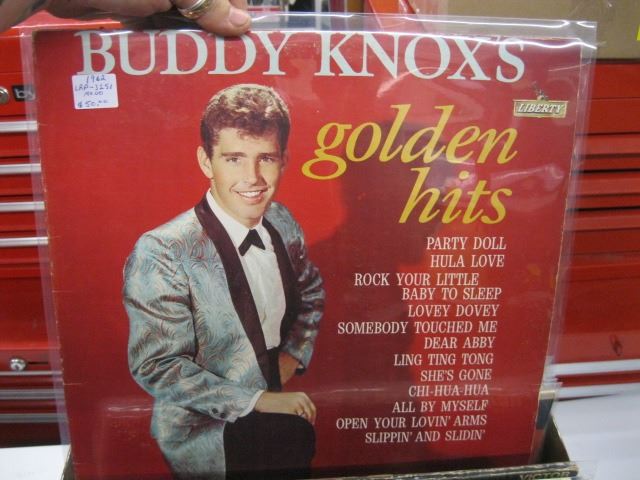 BUDDY KNOX'S
1962
LRP-3251
$50.00
LIBERTY
golden
hits
PARTY DOLL
HULA LOVE
ROCK YOUR LITTLE
BABY TO SLEEP
LOVEY DOVEY
SOMEBODY TOUCHED ME
DEAR ABBY
LING TING TONG
SHE'S GONE
CHI-HUA-HUA
ALL BY MYSELF
OPEN YOUR LOVIN' ARMS
SLIPPIN' AND SLIDIN'
VICTOR